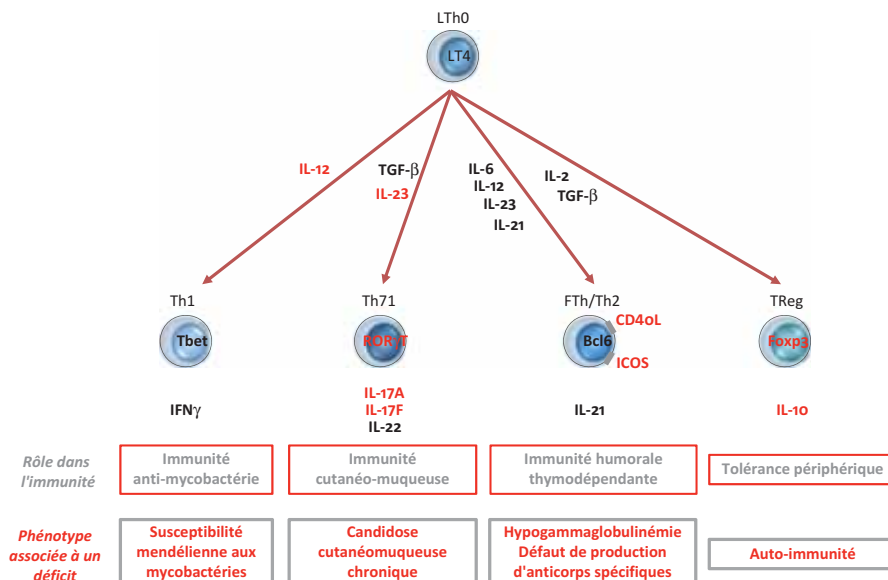 LTh0
LT4
IL-12
TGF-β
IL-23
IL-6
IL-12
IL-23
IL-21
IL-2
TGF-β
Th1
Th71
FTh/Th2
TReg
Tbet
RORγT
Bcl6
CD40L
ICOS
Foxp3
IFNγ
IL-17A
IL-17F
IL-22
IL-21
IL-10
Rôle dans
l'immunité
Immunité
anti-mycobactérie
Immunité
cutanéo-muqueuse
Immunité humorale
thymodépendante
Tolérance périphérique
Phénotype
associée à un
déficit
Susceptibilité
mendélienne aux
mycobactéries
Candidose
cutanéomuqueuse
chronique
Hypogammaglobulinémie
Défaut de production
d'anticorps spécifiques
Auto-immunité